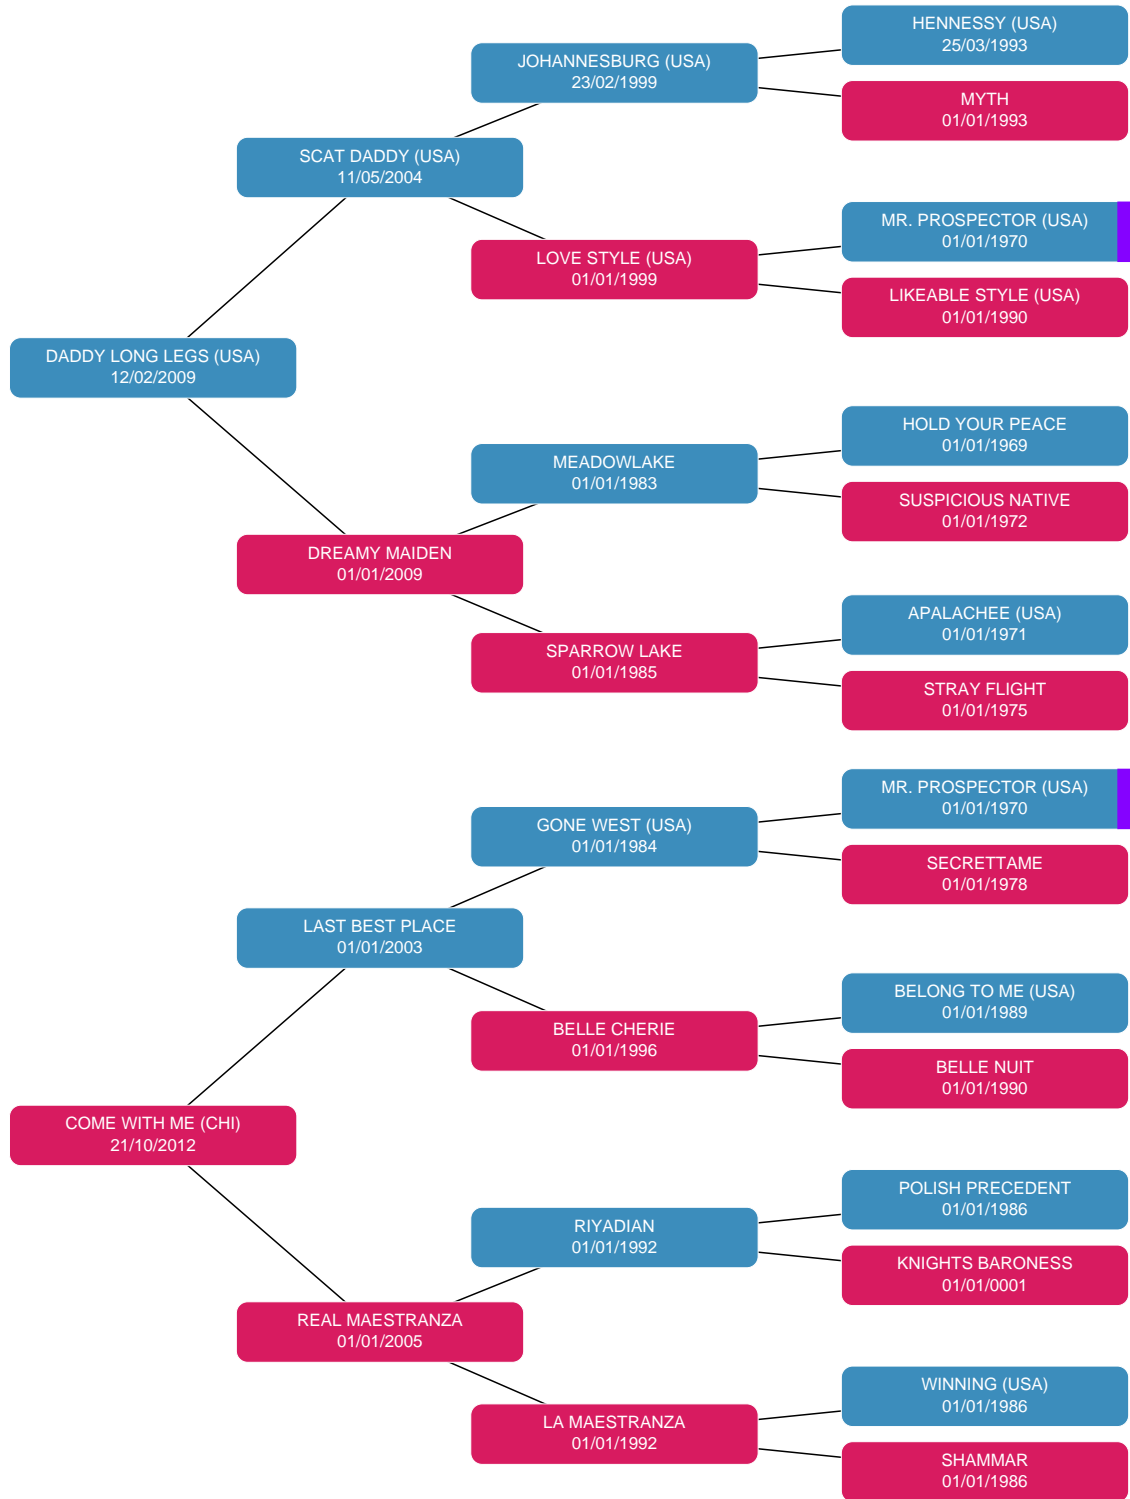 HENNESSY (USA)
25/03/1993
JOHANNESBURG (USA)
23/02/1999
MYTH
01/01/1993
SCAT DADDY (USA)
11/05/2004
MR. PROSPECTOR (USA)
01/01/1970
LOVE STYLE (USA)
01/01/1999
LIKEABLE STYLE (USA)
01/01/1990
DADDY LONG LEGS (USA)
12/02/2009
HOLD YOUR PEACE
01/01/1969
MEADOWLAKE
01/01/1983
SUSPICIOUS NATIVE
01/01/1972
DREAMY MAIDEN
01/01/2009
APALACHEE (USA)
01/01/1971
SPARROW LAKE
01/01/1985
STRAY FLIGHT
01/01/1975
MR. PROSPECTOR (USA)
01/01/1970
GONE WEST (USA)
01/01/1984
SECRETTAME
01/01/1978
LAST BEST PLACE
01/01/2003
BELONG TO ME (USA)
01/01/1989
BELLE CHERIE
01/01/1996
BELLE NUIT
01/01/1990
COME WITH ME (CHI)
21/10/2012
POLISH PRECEDENT
01/01/1986
RIYADIAN
01/01/1992
KNIGHTS BARONESS
01/01/0001
REAL MAESTRANZA
01/01/2005
WINNING (USA)
01/01/1986
LA MAESTRANZA
01/01/1992
SHAMMAR
01/01/1986